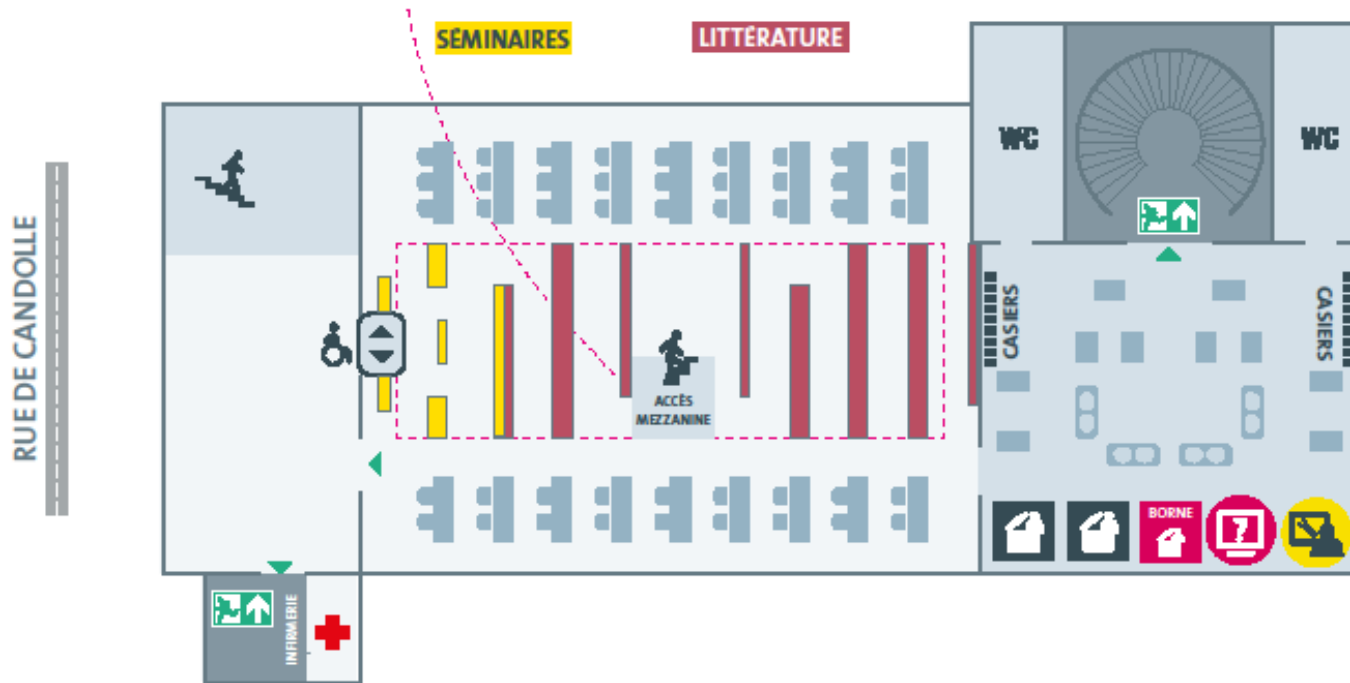 SÉMINAIRES
LITTÉRATURE
WC
WC
RUE DE CANDOLLE
CASIERS
CASIERS
ACCÈS
MEZZANINE
BORNE
?
INFIRMERIE